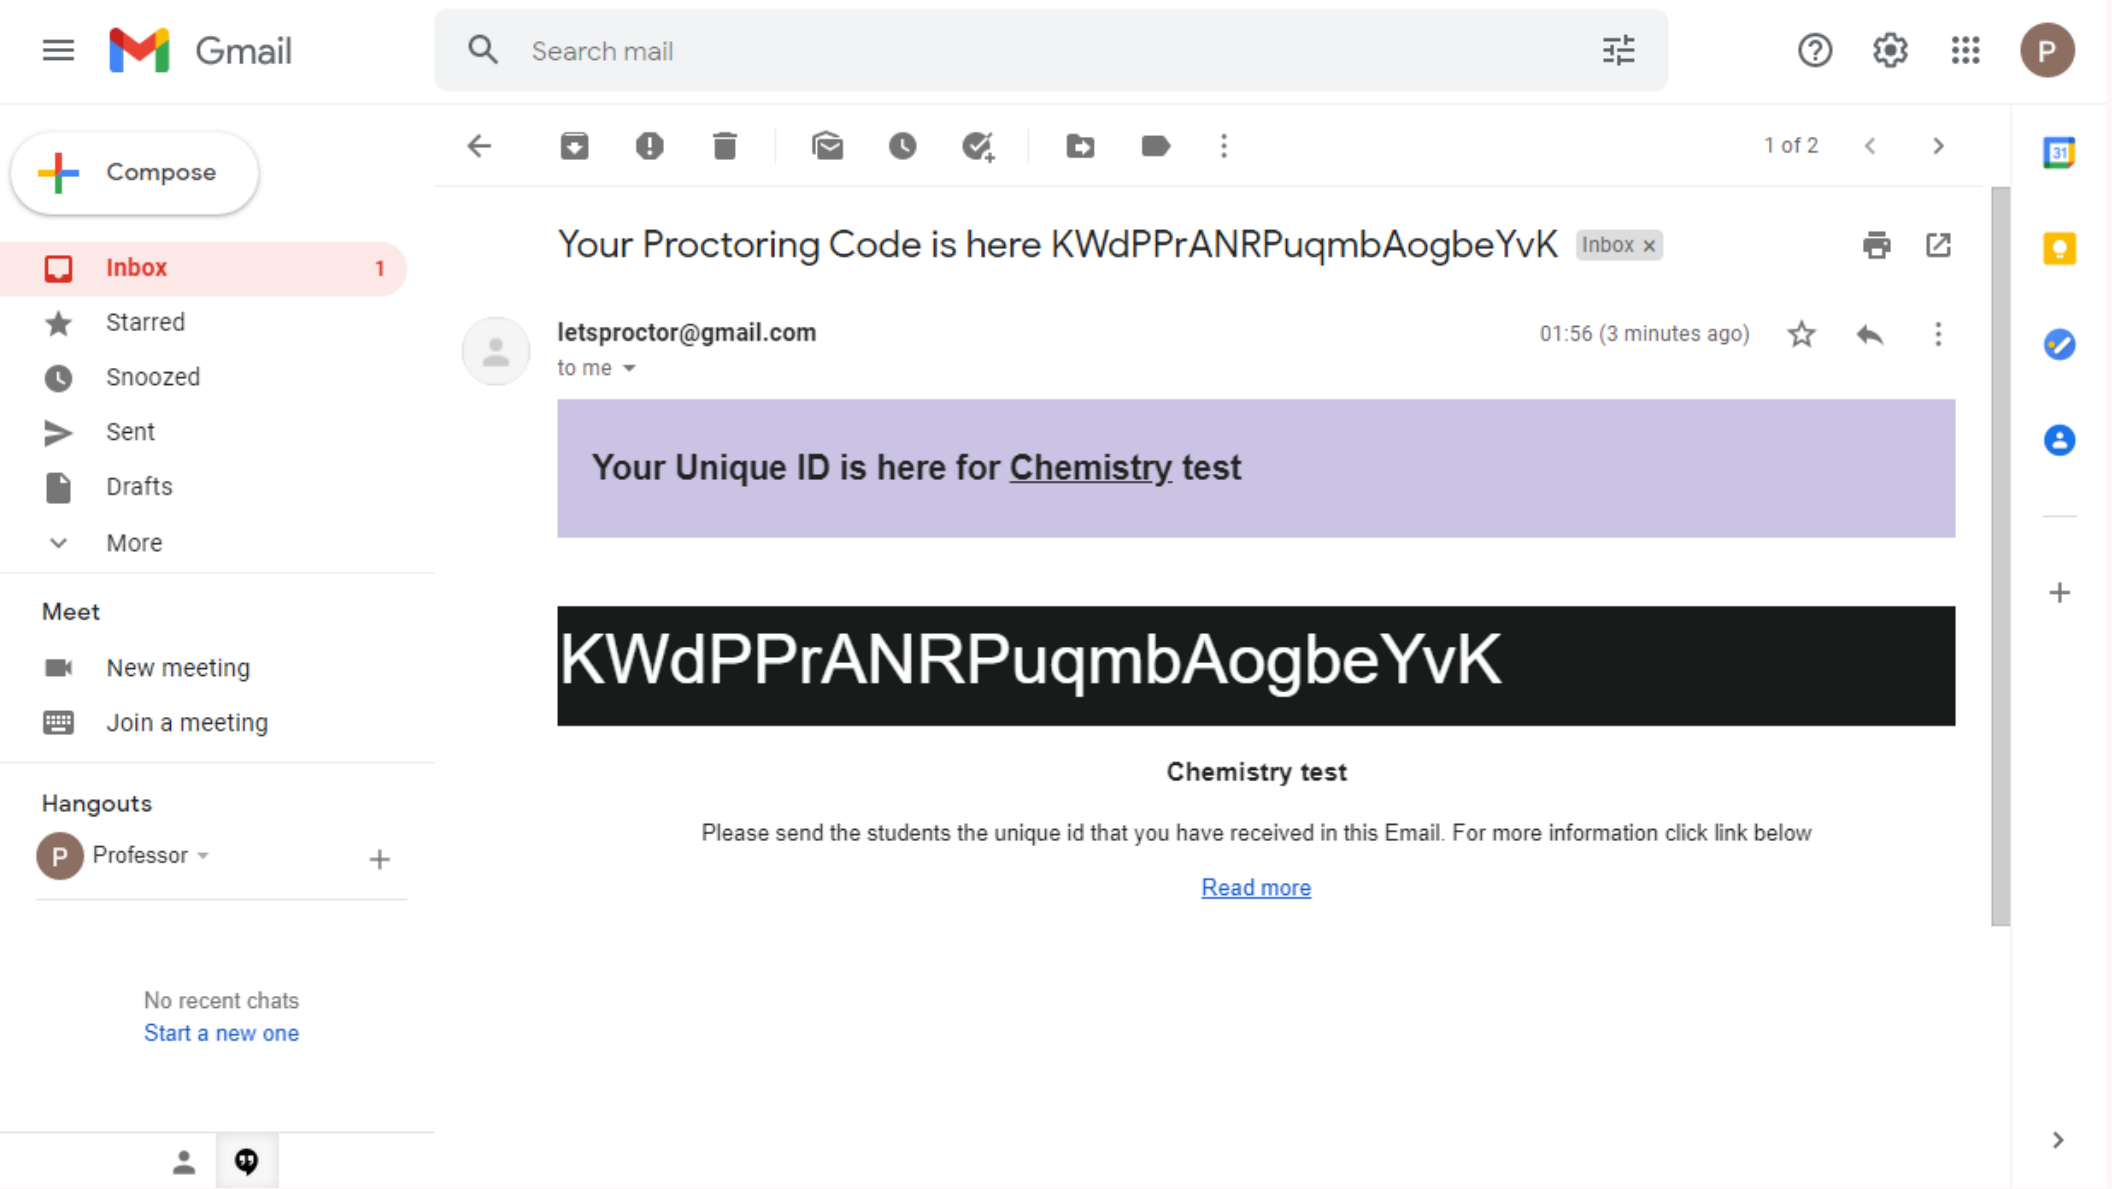 Gmail
Search mail
P
Compose
1 of 2
31
Your Proctoring Code is here KWdPPrANRPuqmbAogbeYvK Inbox x
Inbox 1
Starred
Snoozed
Sent
Drafts
More
letsproctor@gmail.com 01:56 (3 minutes ago)
to me
Your Unique ID is here for Chemistry test
KWdPPrANRPuqmbAogbeYvK
Chemistry test
Please send the students the unique id that you have received in this Email. For more information click link below
Read more
Meet
New meeting
Join a meeting
Hangouts
P Professor
No recent chats
Start a new one